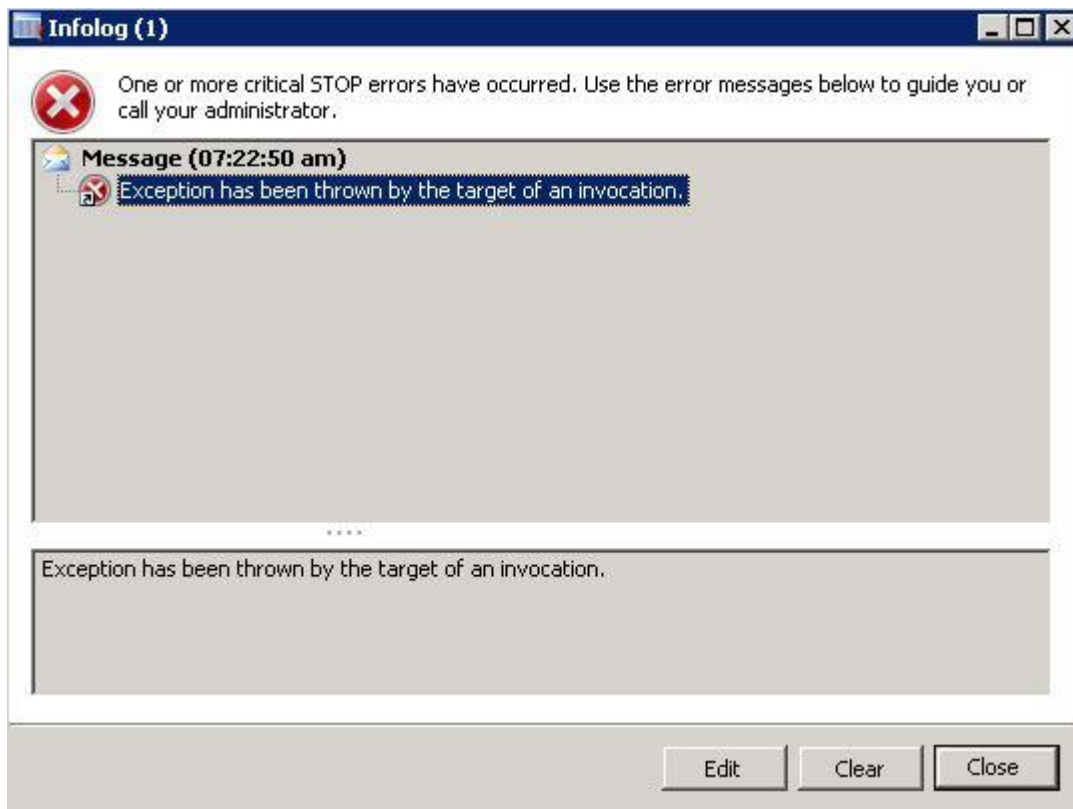 Infolog (1)
One or more critical STOP errors have occurred. Use the error messages below to guide you or
call your administrator.
Message (07:22:50 am)
Exception has been thrown by the target of an invocation.
Exception has been thrown by the target of an invocation.
Edit
Clear
Close